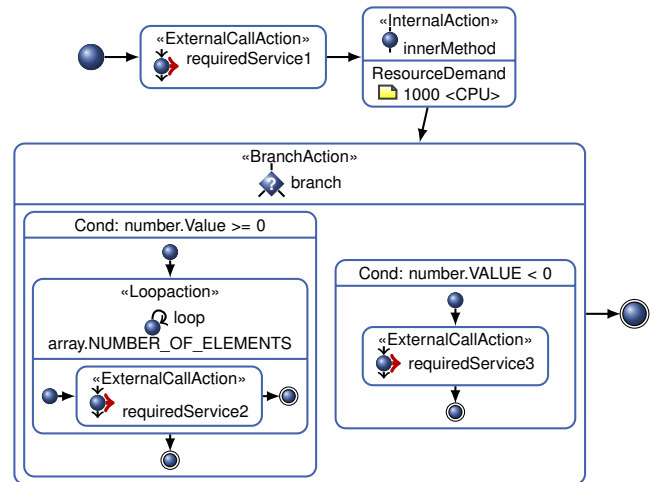 «ExternalCallAction»
requiredService1
«InternalAction»
innerMethod
ResourceDemand
1000 <CPU>
«BranchAction»
?
branch
Cond: number.Value >= 0
«Loopaction»
loop
array.NUMBER_OF_ELEMENTS
«ExternalCallAction»
requiredService2
Cond: number.VALUE < 0
«ExternalCallAction»
requiredService3